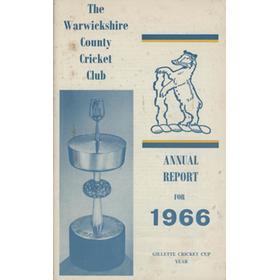 The
Warwickshire
County
Cricket
Club
ANNUAL
REPORT
FOR
1966
GILLETTE CRICKET CUP
YEAR